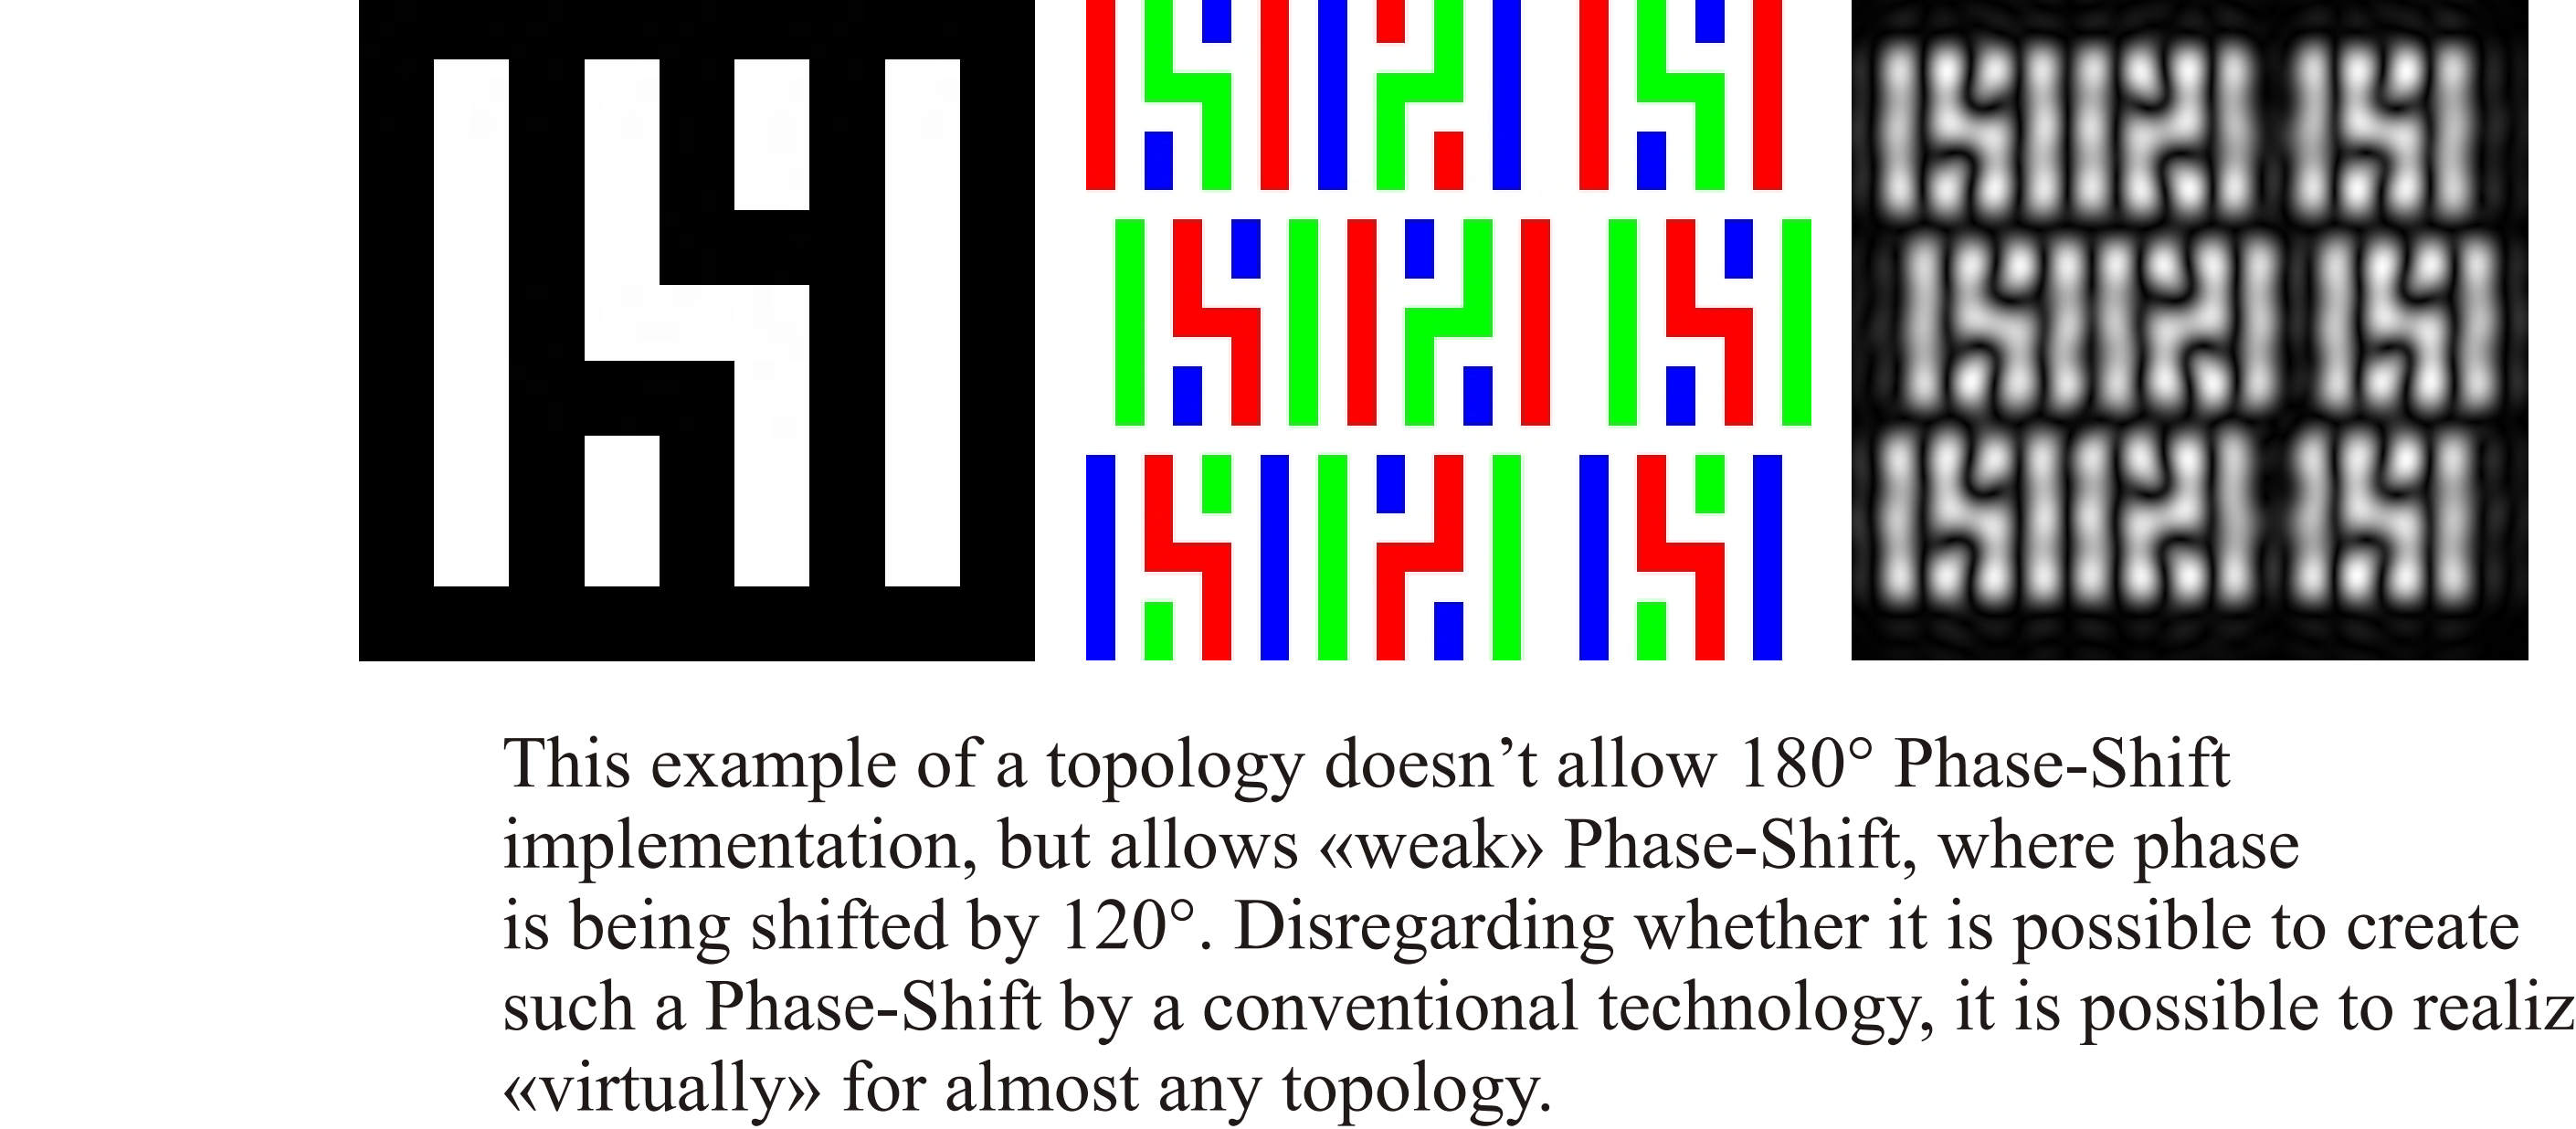 This example of a topology doesn’t allow 180° Phase-Shift
implementation, but allows «weak» Phase-Shift, where phase
is being shifted by 120°. Disregarding whether it is possible to create
such a Phase-Shift by a conventional technology, it is possible to realiz
«virtually» for almost any topology.